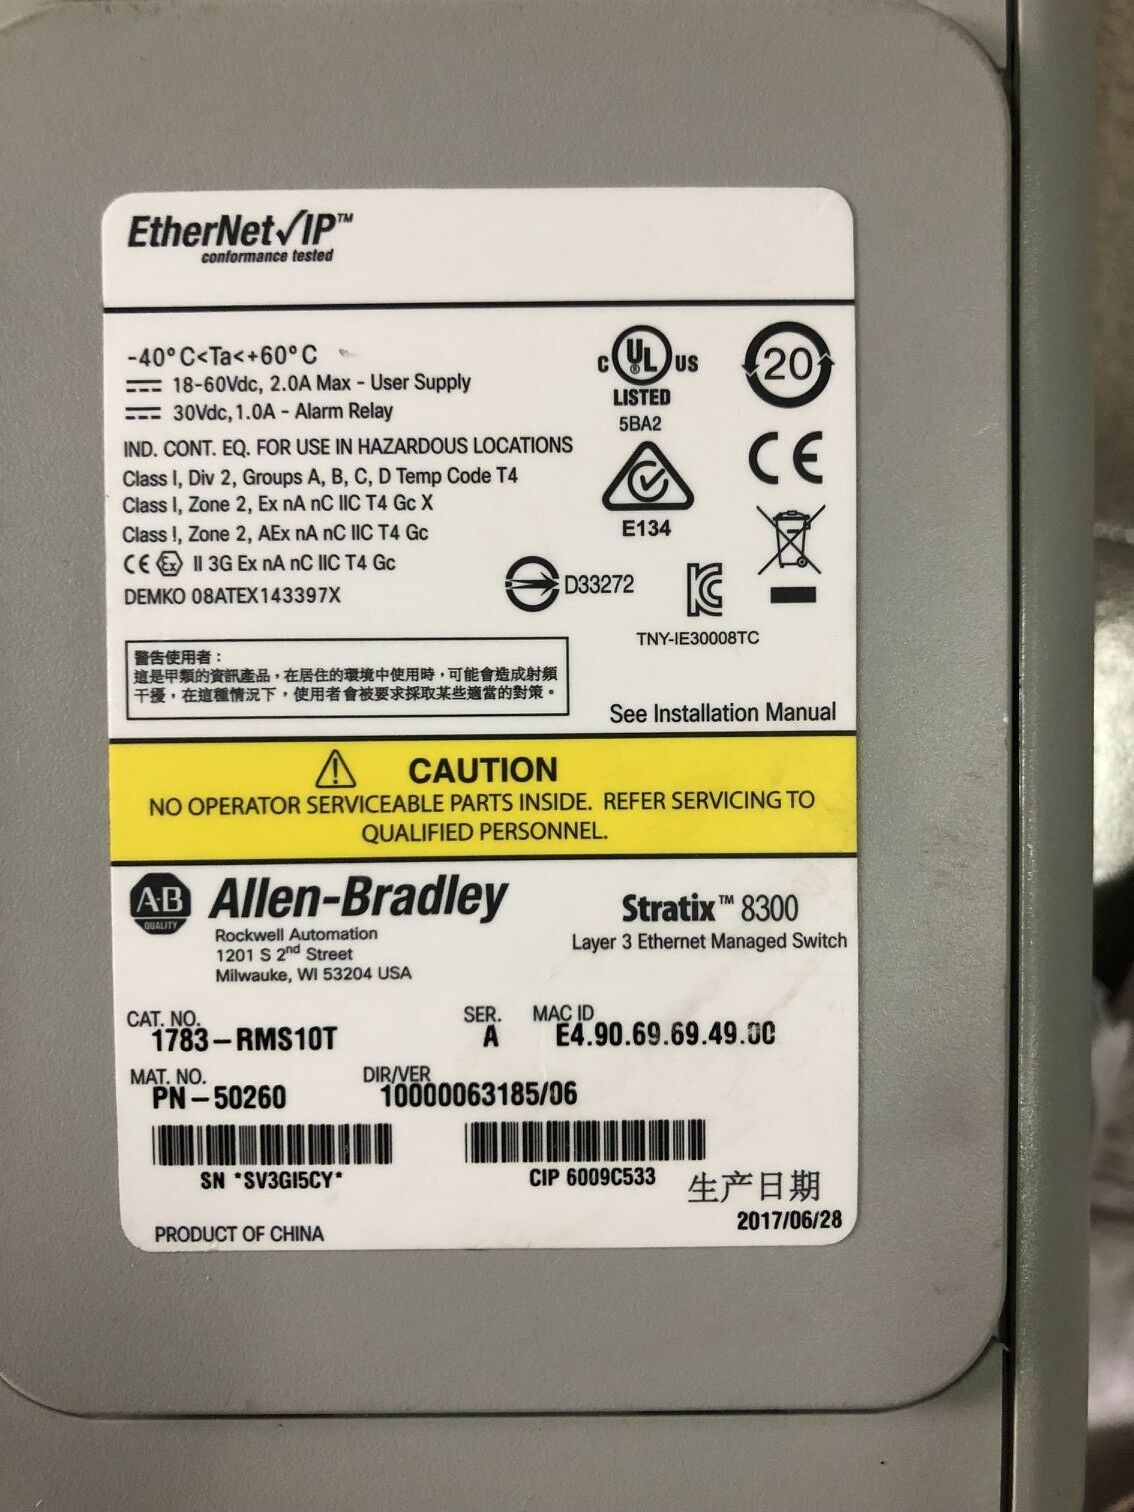 EtherNet/IP™
conformance tested
-40°C<Ta<+60°C
18-60Vdc, 2.0A Max - User Supply
30Vdc, 1.0A - Alarm Relay
IND. CONT. EQ. FOR USE IN HAZARDOUS LOCATIONS
Class I, Div 2, Groups A, B, C, D Temp Code T4
Class I, Zone 2, Ex nA nC IIC T4 Gc X
Class I, Zone 2, AEx nA nC IIC T4 Gc
CE Ex II 3G Ex nA nC IIC T4 Gc
DEMKO 08ATEX143397X
C UL ® US
LISTED
5BA2
20
CE
E134
D33272
KC
TNY-IE30008TC
警告使用者：
這是甲類的資訊產品，在居住的環境中使用時，可能會造成射頻
干擾，在這種情況下，使用者會被要求採取某些適當的對策。
See Installation Manual
CAUTION
NO OPERATOR SERVICEABLE PARTS INSIDE. REFER SERVICING TO
QUALIFIED PERSONNEL.
A·B
QUALITY
Allen-Bradley
Rockwell Automation
1201 S 2nd Street
Milwauke, WI 53204 USA
Stratix™ 8300
Layer 3 Ethernet Managed Switch
CAT. NO.
1783-RMS10T
SER.
A
MAC ID
E4.90.69.69.49.00
MAT. NO.
PN-50260
DIR/VER
10000063185/06
SN *SV3GI5CY*
CIP 6009C533
生产日期
2017/06/28
PRODUCT OF CHINA